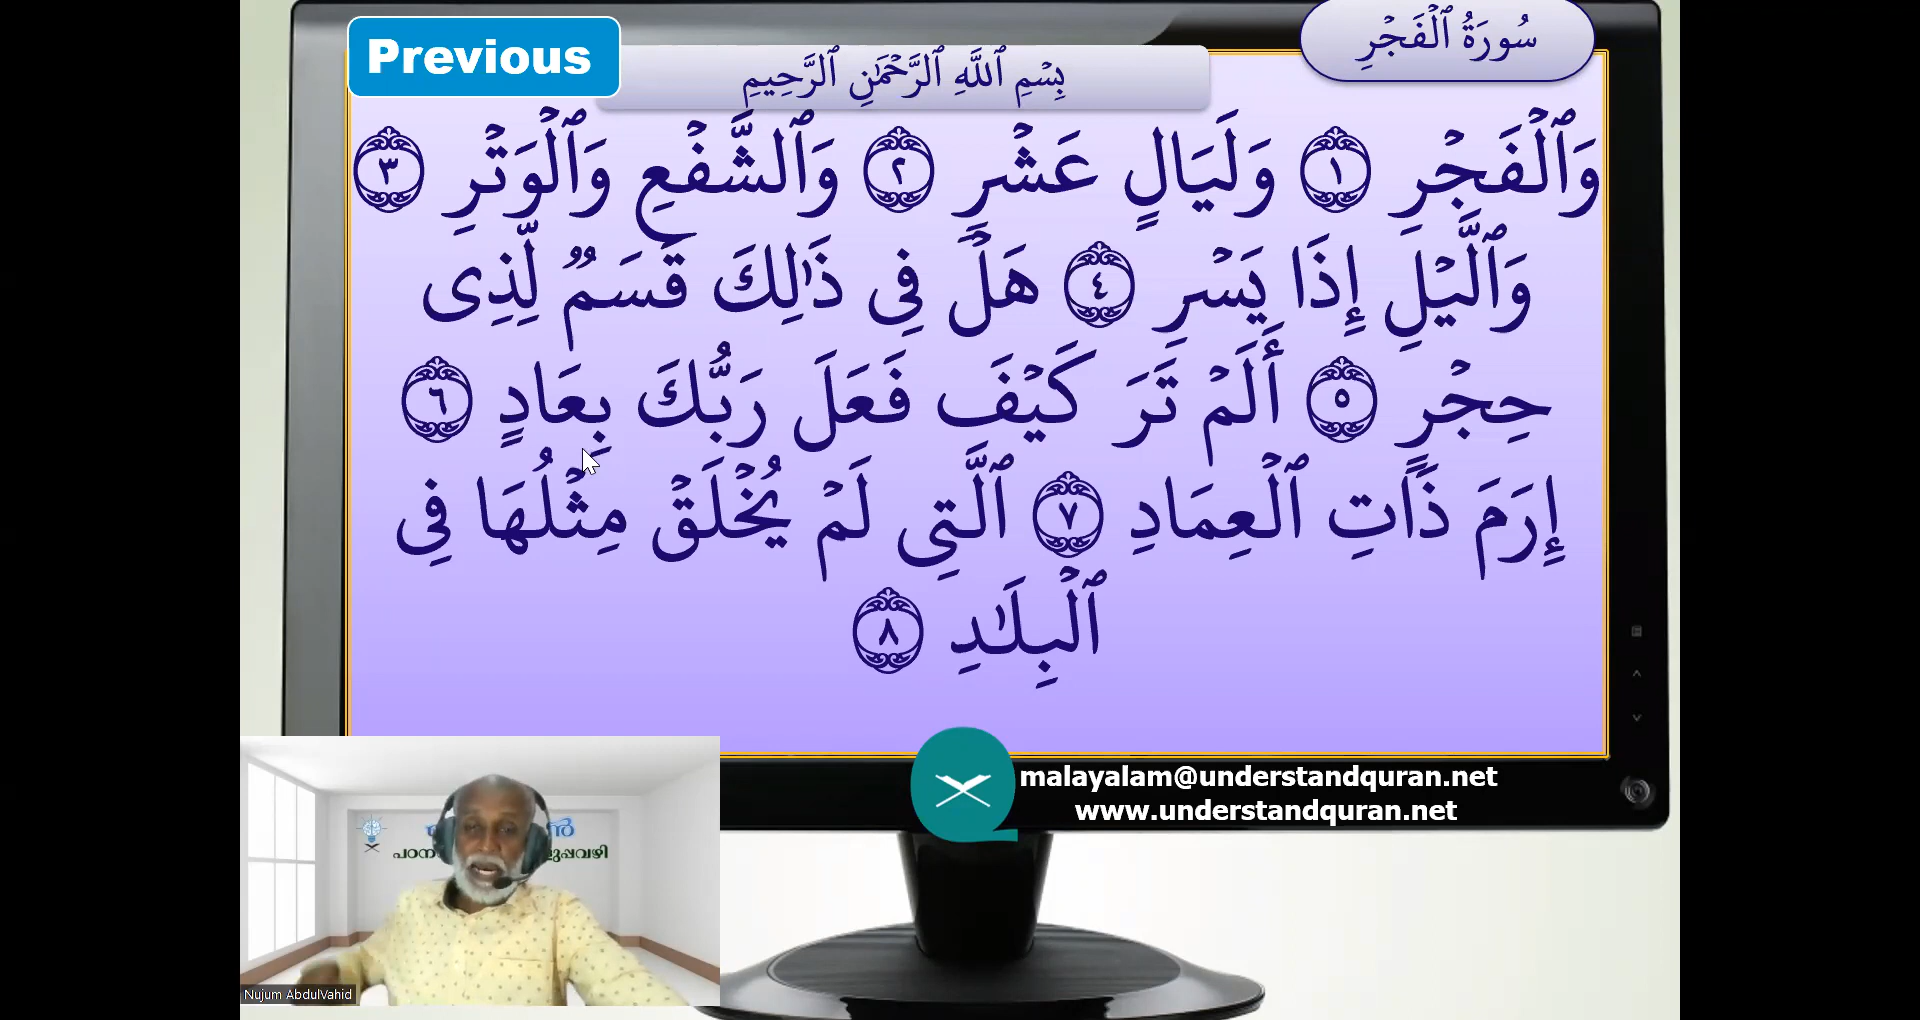 Previous
سُورَةُ ٱلْفَجْرِ
بِسْمِ ٱللَّهِ ٱلرَّحْمَٰنِ ٱلرَّحِيمِ
وَٱلْفَجْرِ ١ وَلَيَالٍ عَشْرٍ ٢ وَٱلشَّفْعِ وَٱلْوَتْرِ ٣
وَٱلَّيْلِ إِذَا يَسْرِ ٤ هَلْ فِى ذَٰلِكَ قَسَمٌ لِّذِى
حِجْرٍ ٥ أَلَمْ تَرَ كَيْفَ فَعَلَ رَبُّكَ بِعَادٍ ٦
إِرَمَ ذَاتِ ٱلْعِمَادِ ٧ ٱلَّتِى لَمْ يُخْلَقْ مِثْلُهَا فِى
ٱلْبِلَـٰدِ ٨
malayalam@understandquran.net
www.understandquran.net
Nujum AbdulVahid